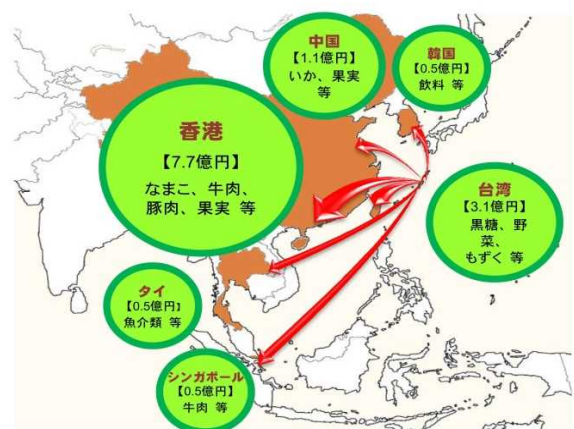 中国
【1.1億円】
いか、果実
等
韓国
【0.5億円】
飲料 等
香港
【7.7億円】
なまこ、牛肉、
豚肉、果実 等
台湾
【3.1億円】
黒糖、野
菜、
もずく 等
タイ
【0.5億円】
魚介類 等
シンガポール
【0.5億円】
牛肉 等